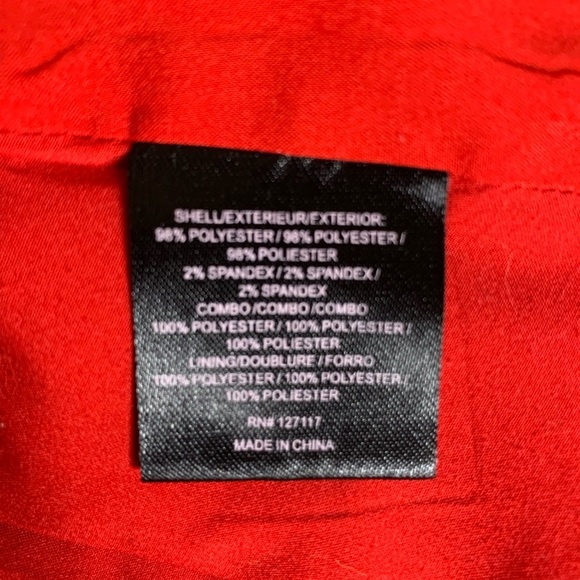 SHELL/EXTERIEUR/EXTERIOR:
98% POLYESTER / 98% POLYESTER /
98% POLIESTER
2% SPANDEX / 2% SPANDEX /
2% SPANDEX
COMBO/COMBO/COMBO
100% POLYESTER / 100% POLYESTER /
100% POLIESTER
LINING/DOUBLURE / FORRO
100% POLYESTER / 100% POLYESTER /
100% POLIESTER
RN# 127117
MADE IN CHINA